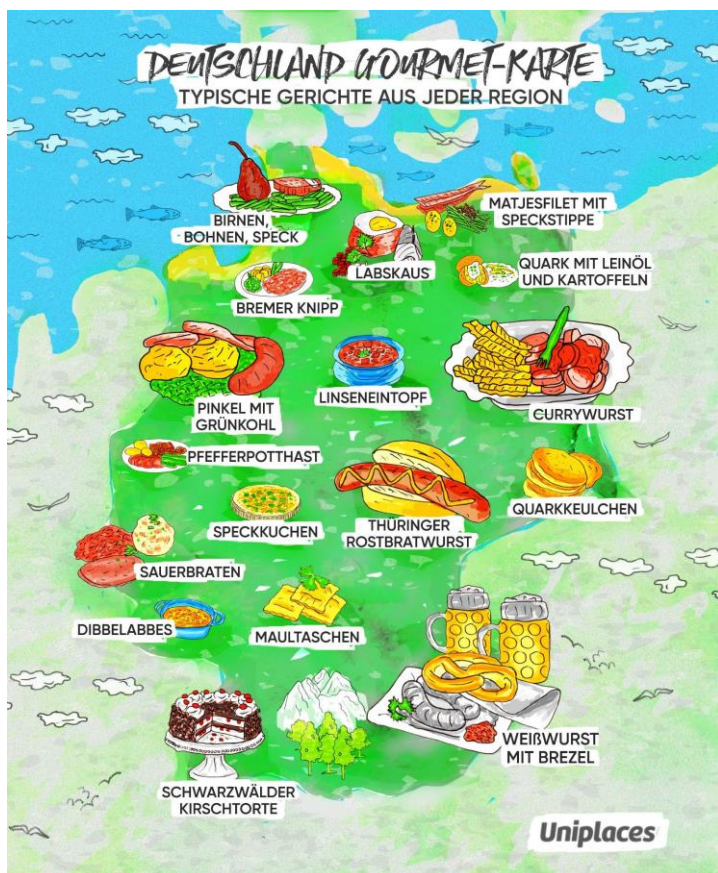 DEUTSCHLAND GOURMET-KARTE
TYPISCHE GERICHTE AUS JEDER REGION
BIRNEN,
BOHNEN, SPECK
MATJESFILET MIT
SPECKSTIPPE
LABSKAUS
QUARK MIT LEINÖL
UND KARTOFFELN
BREMER KNIPP
PINKEL MIT
GRÜNKOHL
LINSENEINTOPF
CURRYWURST
PFEFFERPOTTHAST
SPECKKUCHEN
THÜRINGER
ROSTBRATWURST
QUARKKEULCHEN
SAUERBRATEN
DIBBELABBES
MAULTASCHEN
WEIßWURST
MIT BREZEL
SCHWARZWÄLDER
KIRSCHTORTE
Uniplaces